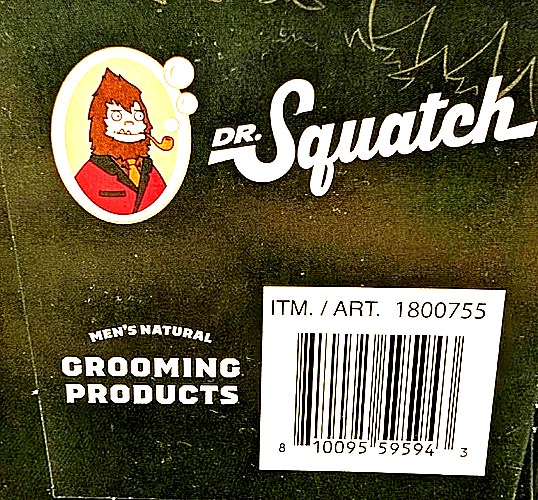 DR. Squatch
ITM. / ART. 1800755
MEN'S NATURAL
GROOMING
PRODUCTS
8 10095 59594 3